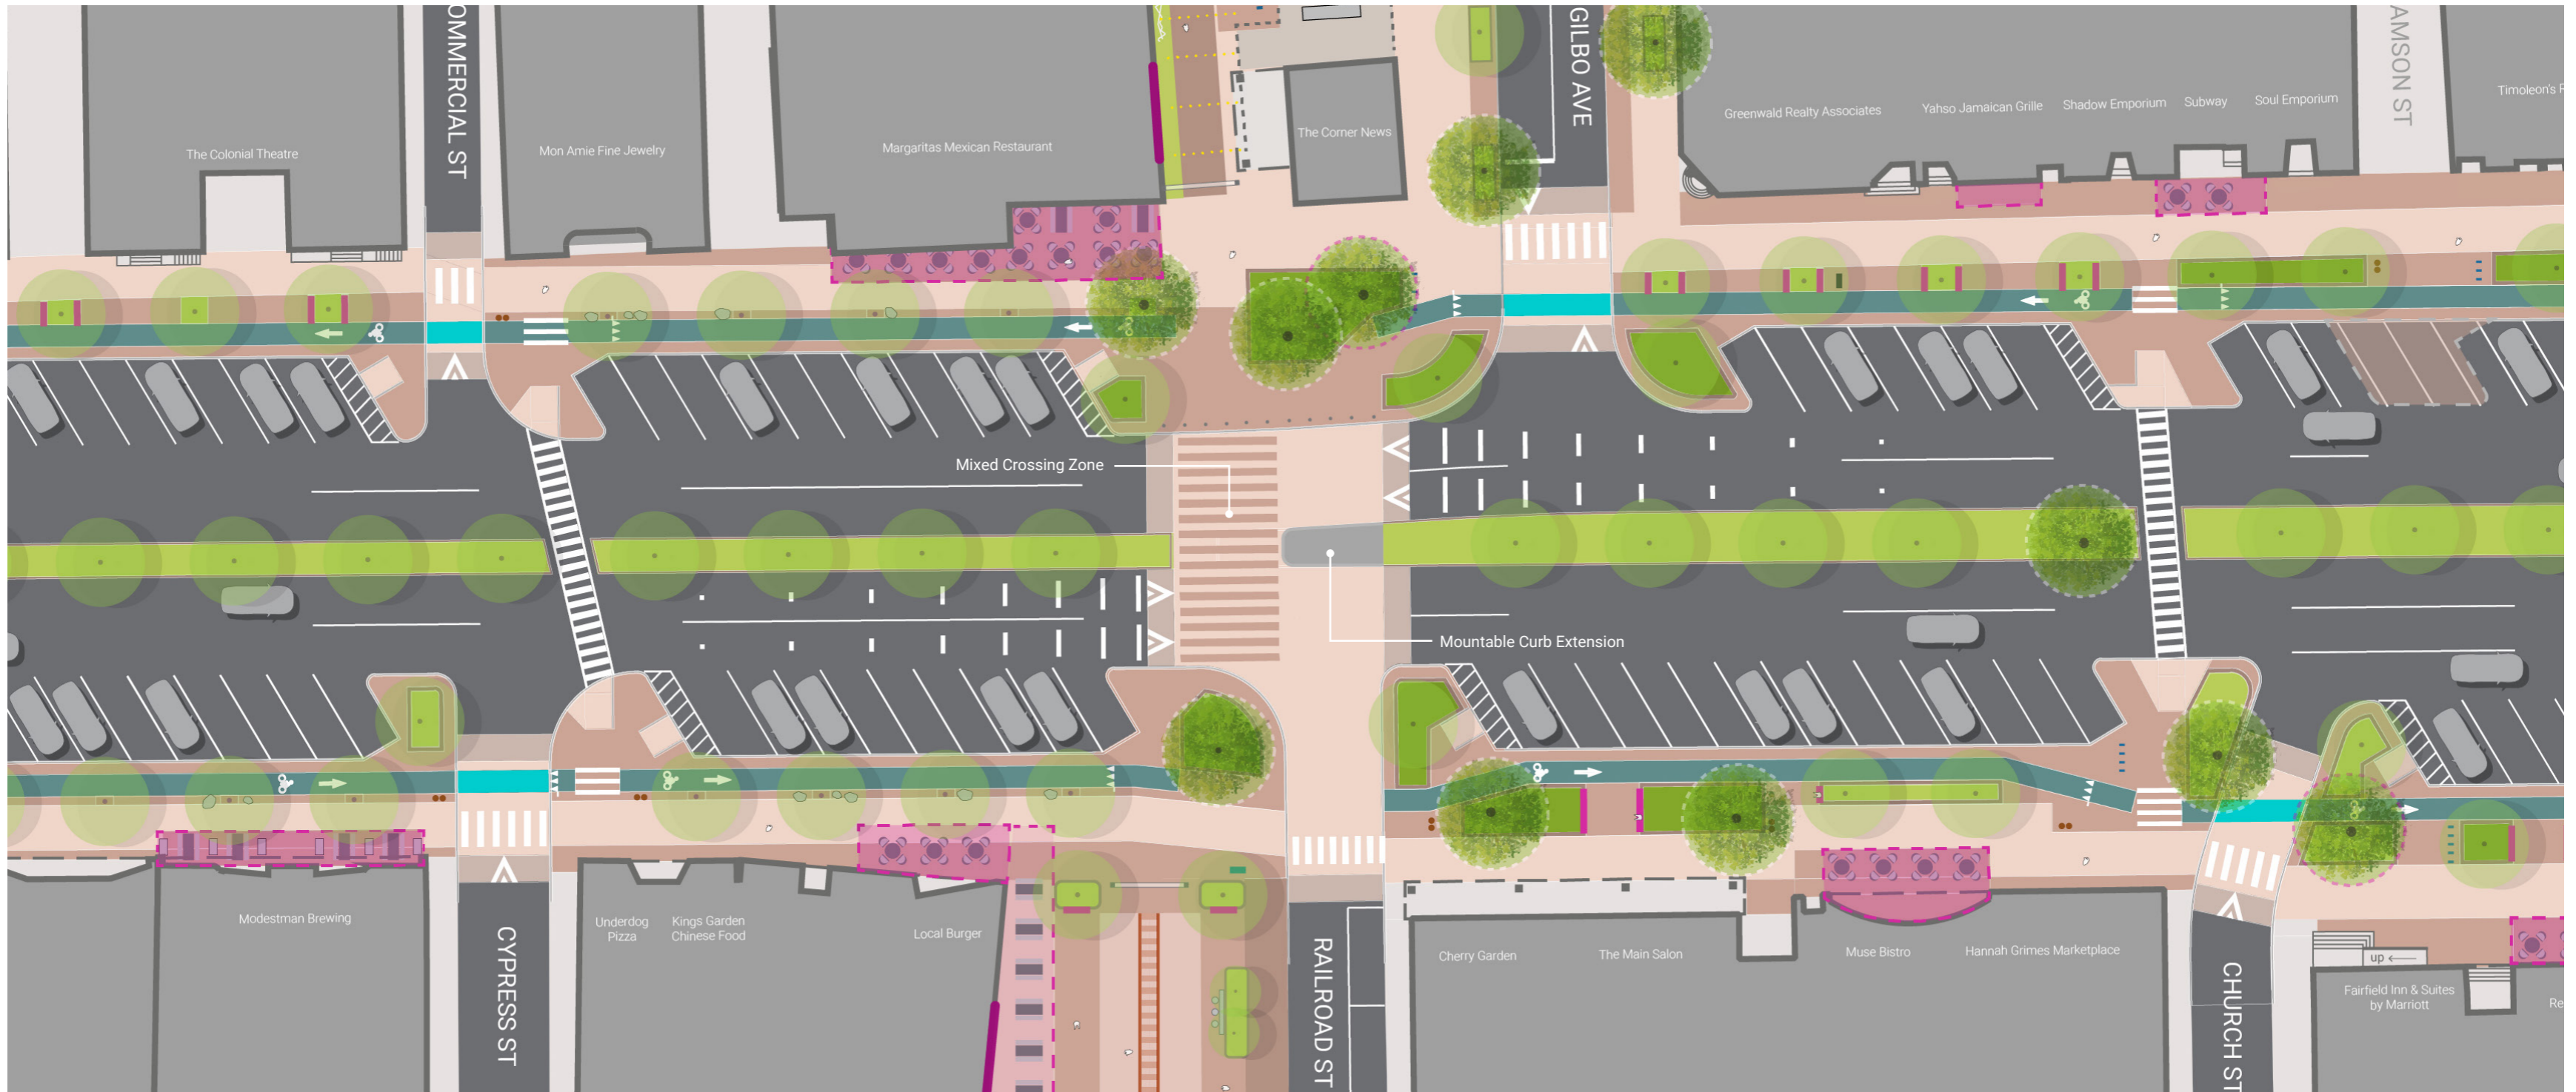 OMMERCIAL ST
GILBO AVE
AMSON ST
The Colonial Theatre
Mon Amie Fine Jewelry
Margaritas Mexican Restaurant
The Corner News
Greenwald Realty Associates
Yahso Jamaican Grille
Shadow Emporium
Subway
Soul Emporium
Timoleon's R
Mixed Crossing Zone
Mountable Curb Extension
Modestman Brewing
CYPRESS ST
Underdog
Pizza
Kings Garden
Chinese Food
Local Burger
RAILROAD ST
Cherry Garden
The Main Salon
Muse Bistro
Hannah Grimes Marketplace
CHURCH ST
up
Fairfield Inn & Suites
by Marriott
Re